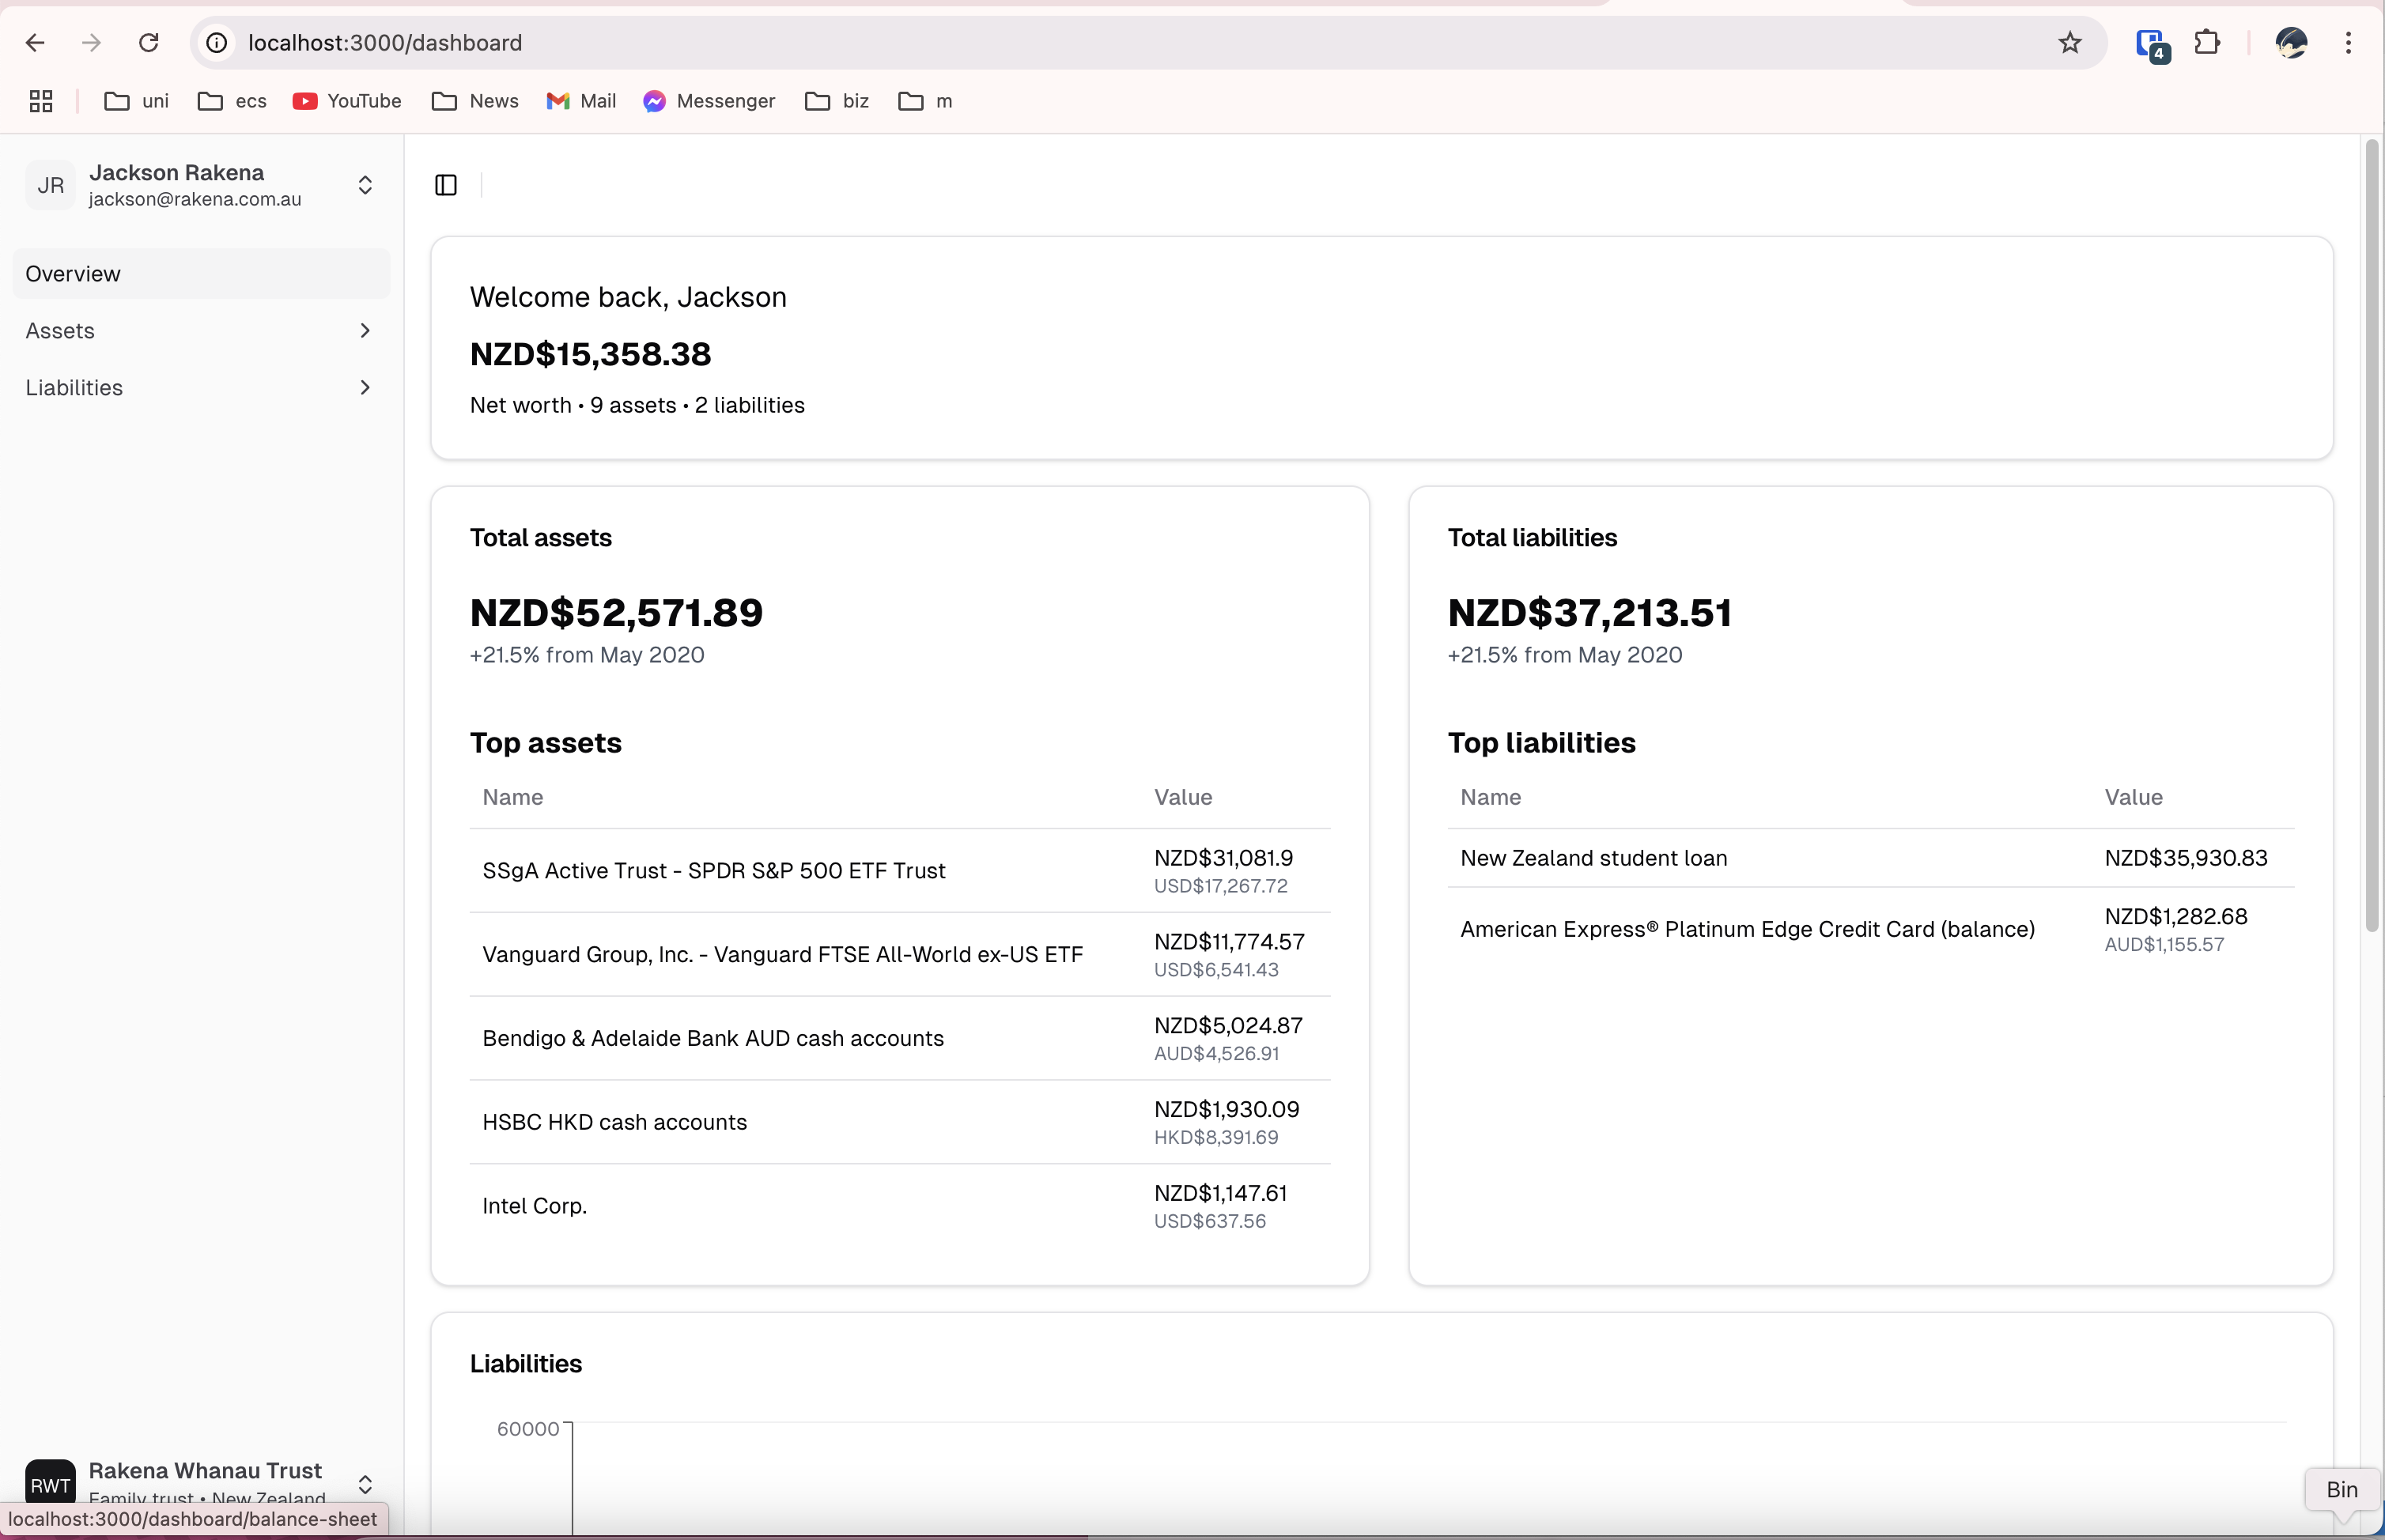 localhost:3000/dashboard
4
uni
ecs
YouTube
News
Mail
Messenger
biz
m
JR
Jackson Rakena
jackson@rakena.com.au
Overview
Assets
Liabilities
Welcome back, Jackson
NZD$15,358.38
Net worth • 9 assets • 2 liabilities
Total assets
NZD$52,571.89
+21.5% from May 2020
Top assets
Name Value
SSgA Active Trust - SPDR S&P 500 ETF Trust NZD$31,081.9
USD$17,267.72
Vanguard Group, Inc. - Vanguard FTSE All-World ex-US ETF NZD$11,774.57
USD$6,541.43
Bendigo & Adelaide Bank AUD cash accounts NZD$5,024.87
AUD$4,526.91
HSBC HKD cash accounts NZD$1,930.09
HKD$8,391.69
Intel Corp. NZD$1,147.61
USD$637.56
Total liabilities
NZD$37,213.51
+21.5% from May 2020
Top liabilities
Name Value
New Zealand student loan NZD$35,930.83
American Express® Platinum Edge Credit Card (balance) NZD$1,282.68
AUD$1,155.57
Liabilities
60000
RWT
Rakena Whanau Trust
Family trust • New Zealand
localhost:3000/dashboard/balance-sheet
Bin